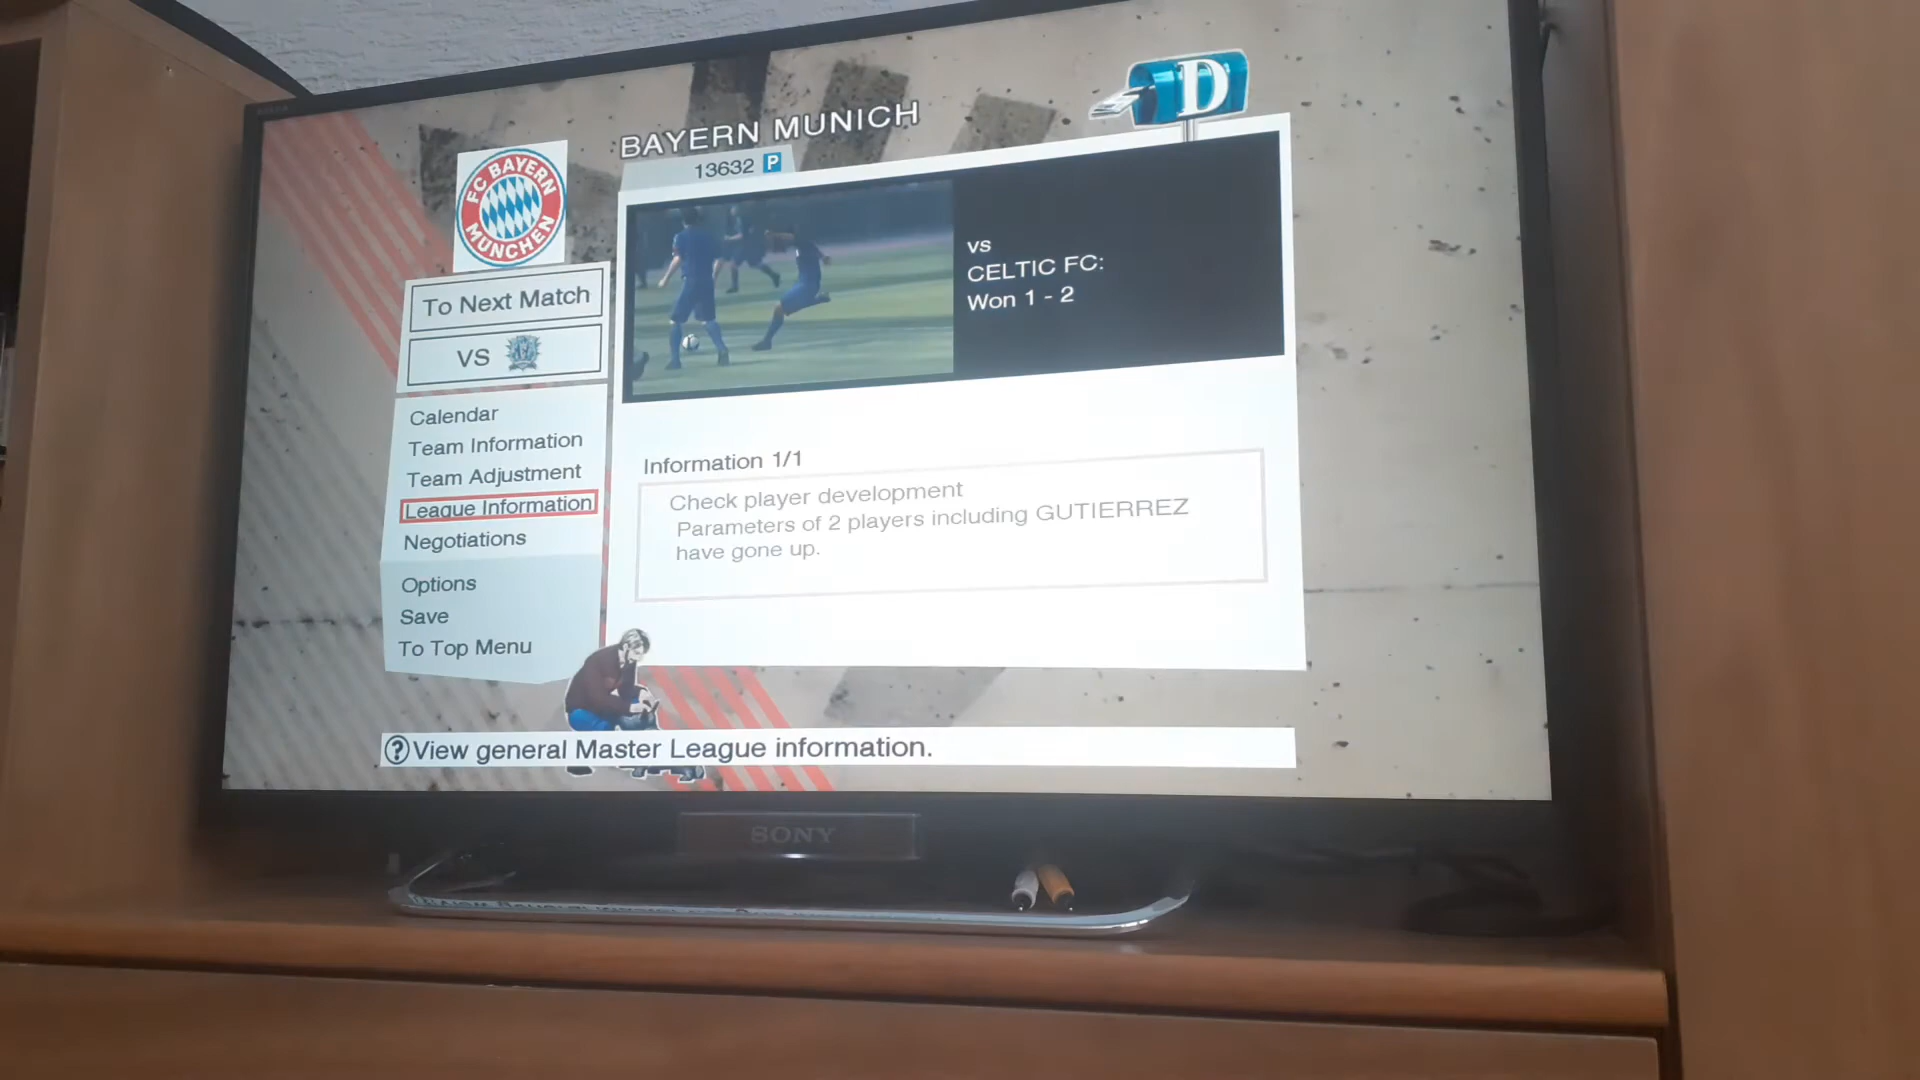 BAYERN MUNICH
13632 P
D
FC BAYERN
MÜNCHEN
To Next Match
VS
vs
CELTIC FC:
Won 1 - 2
Calendar
Team Information
Team Adjustment
League Information
Negotiations
Options
Save
To Top Menu
Information 1/1
Check player development
Parameters of 2 players including GUTIERREZ
have gone up.
?View general Master League information.
SONY